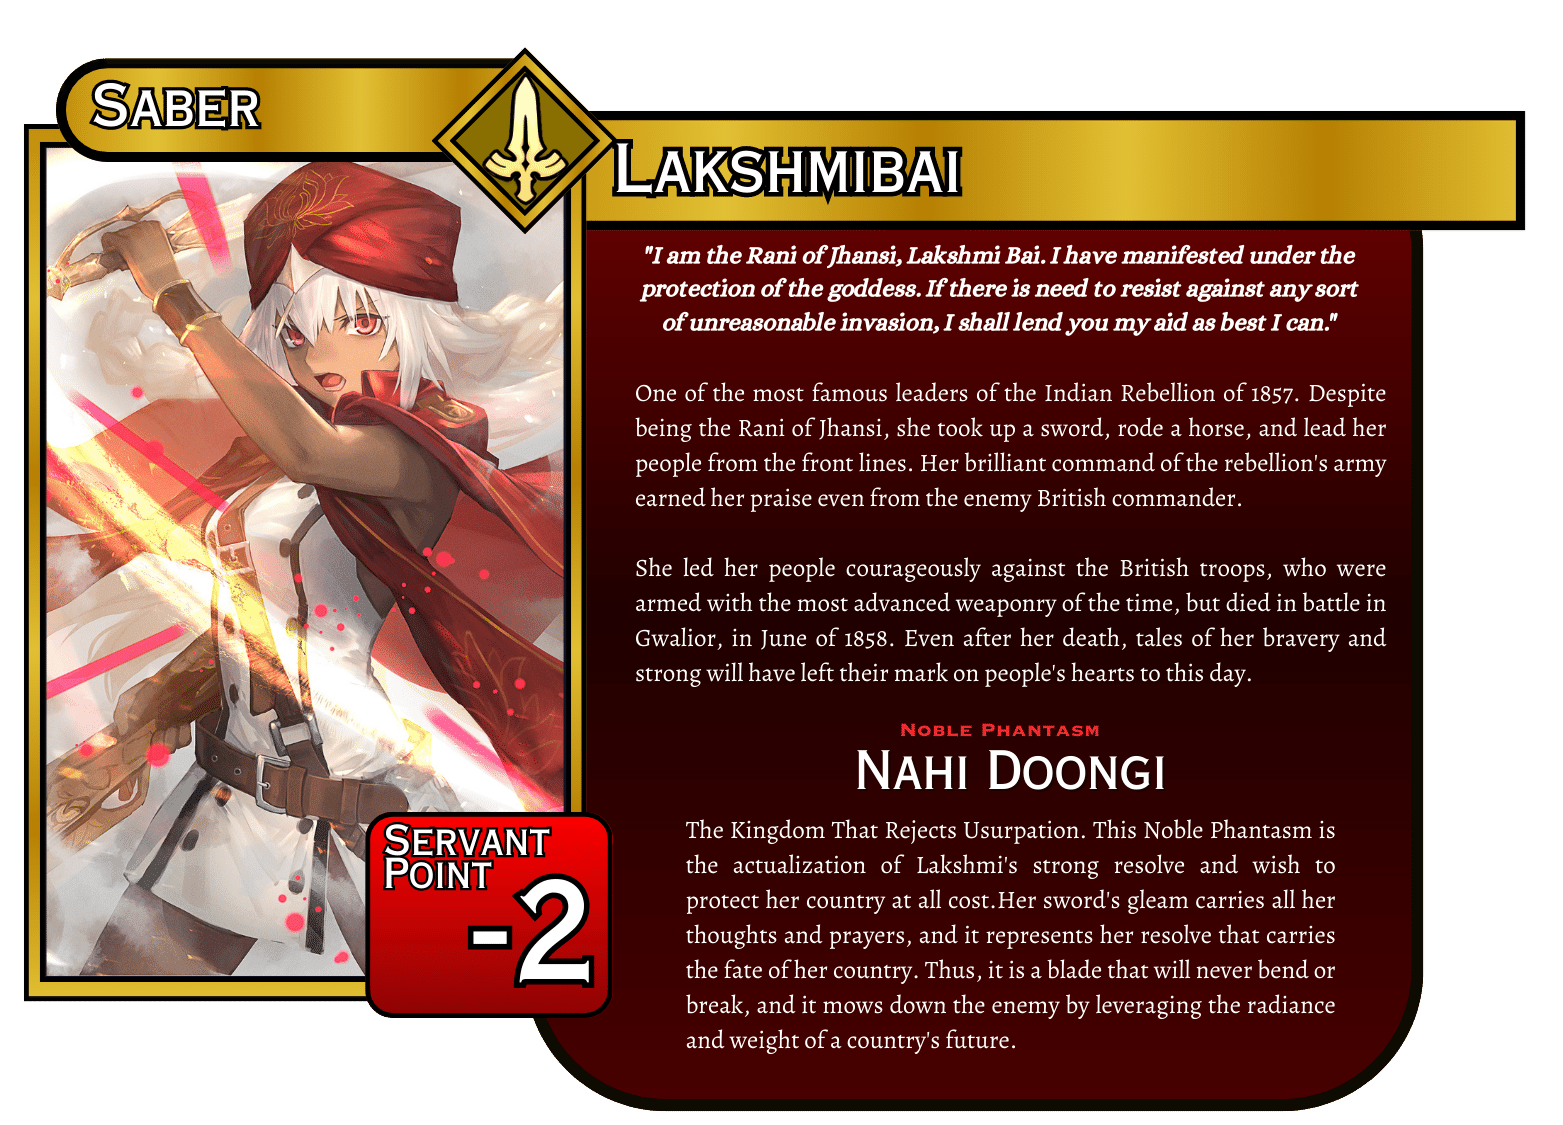 SABER
LAKSHMIBAI
"I am the Rani of Jhansi, Lakshmi Bai. I have manifested under the
protection of the goddess. If there is need to resist against any sort
of unreasonable invasion, I shall lend you my aid as best I can."
One of the most famous leaders of the Indian Rebellion of 1857. Despite
being the Rani of Jhansi, she took up a sword, rode a horse, and lead her
people from the front lines. Her brilliant command of the rebellion's army
earned her praise even from the enemy British commander.
She led her people courageously against the British troops, who were
armed with the most advanced weaponry of the time, but died in battle in
Gwalior, in June of 1858. Even after her death, tales of her bravery and
strong will have left their mark on people's hearts to this day.
NOBLE PHANTASM
NAHI DOONGI
The Kingdom That Rejects Usurpation. This Noble Phantasm is
the actualization of Lakshmi's strong resolve and wish to
protect her country at all cost.Her sword's gleam carries all her
thoughts and prayers, and it represents her resolve that carries
the fate of her country. Thus, it is a blade that will never bend or
break, and it mows down the enemy by leveraging the radiance
and weight of a country's future.
SERVANT
POINT
-2